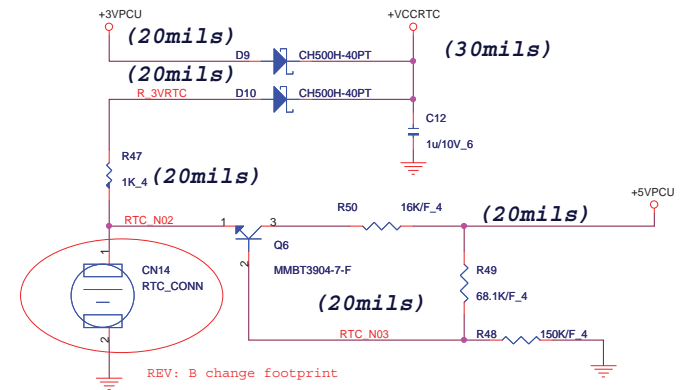 +3VPCU
+VCCRTC
(20mils)
(30mils)
D9
CH500H-40PT
(20mils)
R_3VRTC
D10
CH500H-40PT
C12
1u/10V_6
R47
1K_4
(20mils)
+5VPCU
R50
16K/F_4
(20mils)
RTC_N02
1
3
Q6
MMBT3904-7-F
2
1
CN14
RTC_CONN
R49
68.1K/F_4
(20mils)
RTC_N03
R48
150K/F_4
2
REV: B change footprint